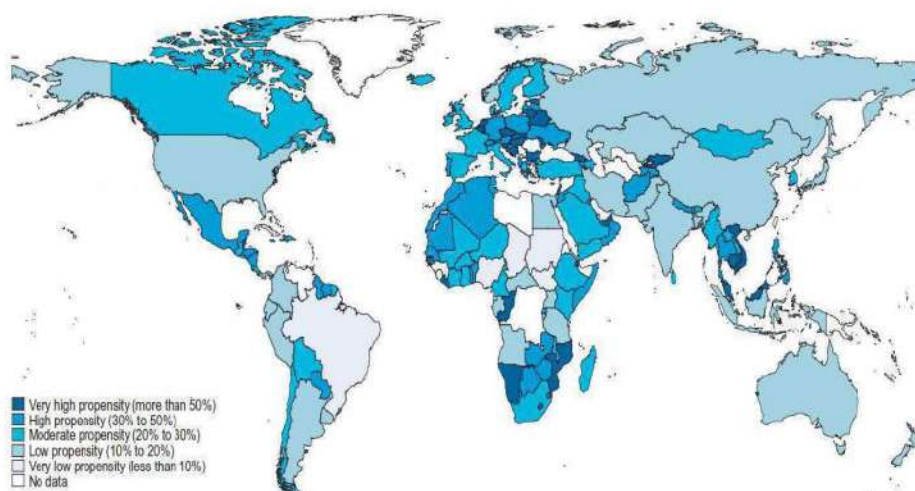 Very high propensity (more than 50%)
High propensity (30% to 50%)
Moderate propensity (20% to 30%)
Low propensity (10% to 20%)
Very low propensity (less than 10%)
No data